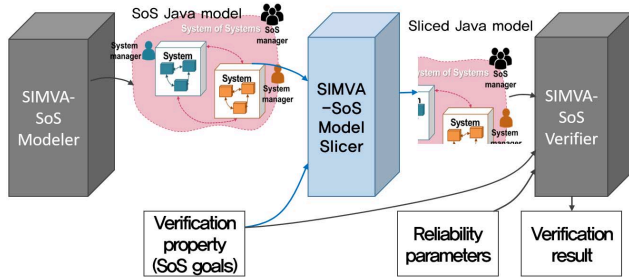 SoS Java model
SoS
manager
System of Systems
System
manager
System
System
System
manager
SIMVA-
SoS
Modeler
SIMVA
-SoS
Model
Slicer
Sliced Java model
SoS
manager
System of Systems
System
System
manager
SIMVA-
SoS
Verifier
Verification
property
(SoS goals)
Reliability
parameters
Verification
result